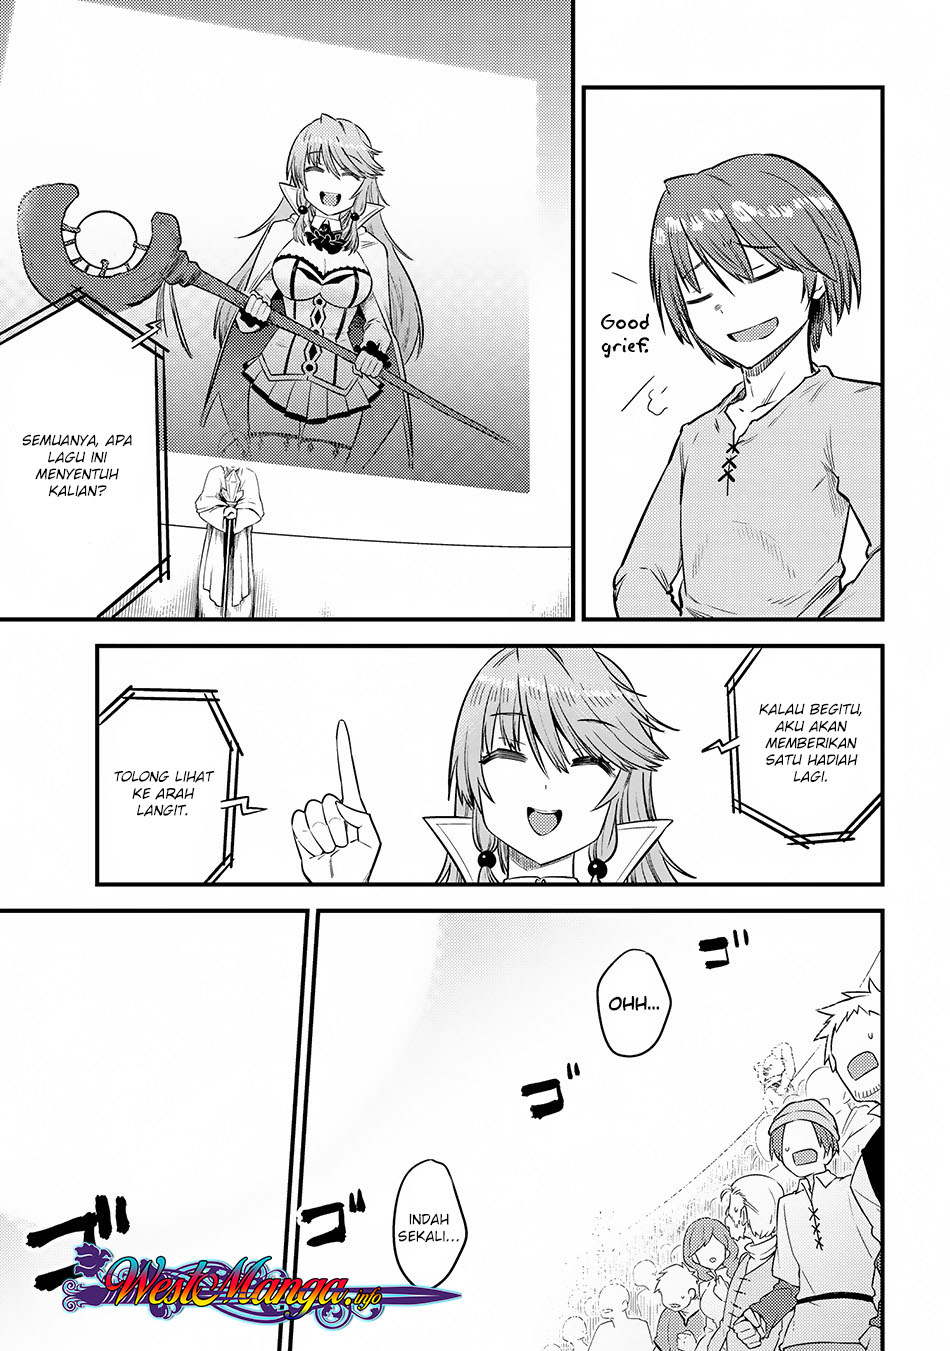 Good
grief.
SEMUANYA, APA
LAGU INI
MENYENTUH
KALIAN?
KALAU BEGITU,
AKU AKAN
MEMBERIKAN
SATU HADIAH
LAGI.
TOLONG LIHAT
KE ARAH
LANGIT.
ゴ
OHH...
ゴ
INDAH
SEKALI...
ゴ
ゴ
WestManga.info